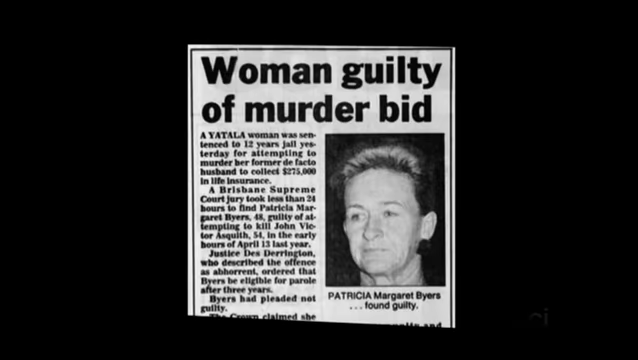 Woman guilty
of murder bid
A YATALA woman was sen-
tenced to 12 years jail yes-
terday for attempting to
murder her former de facto
husband to collect $275,000
in life insurance.
A Brisbane Supreme
Court jury took less than 24
hours to find Patricia Mar-
garet Byers, 48, guilty of at-
tempting to kill John Vic-
tor Asquith, 54, in the early
hours of April 13 last year.
Justice Des Derrington,
who described the offence
as abhorrent, ordered that
Byers be eligible for parole
after three years.
Byers had pleaded not
guilty.
The Crown claimed she
PATRICIA Margaret Byers
. . . found guilty.
and